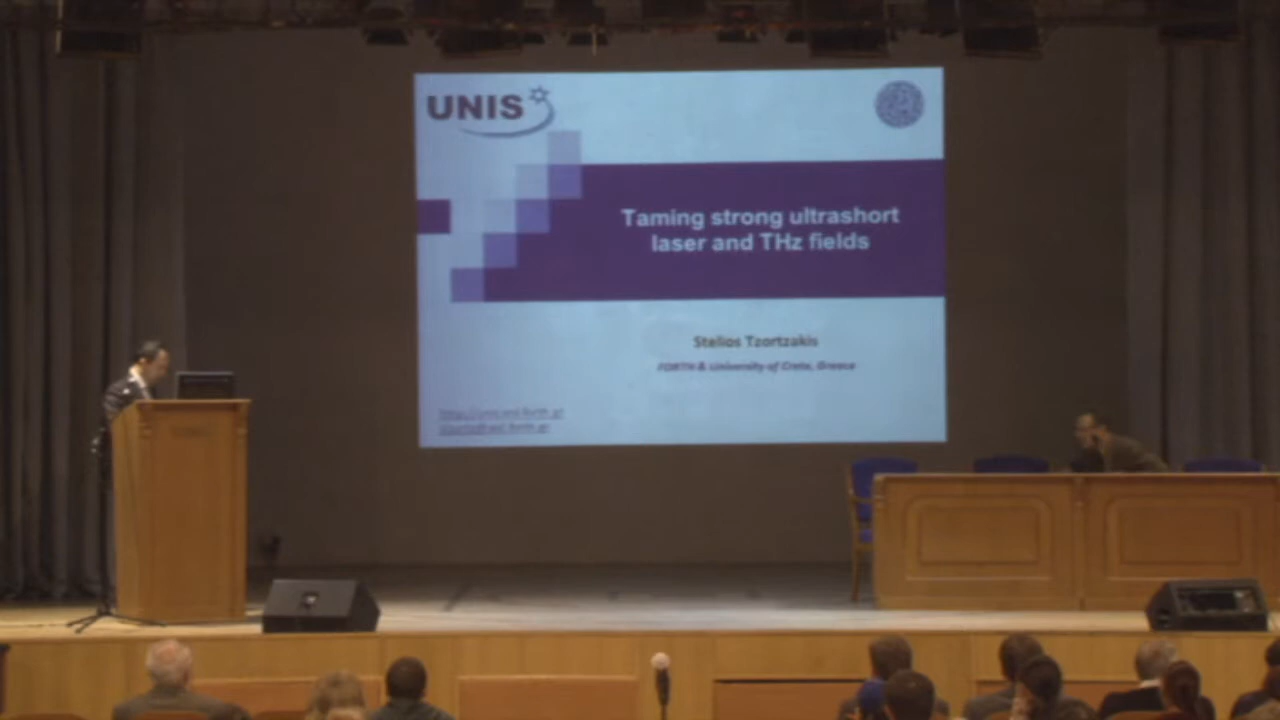 UNIS
Taming strong ultrashort
laser and THz fields
Stelios Tzortzakis
FORTH & University of Crete, Greece